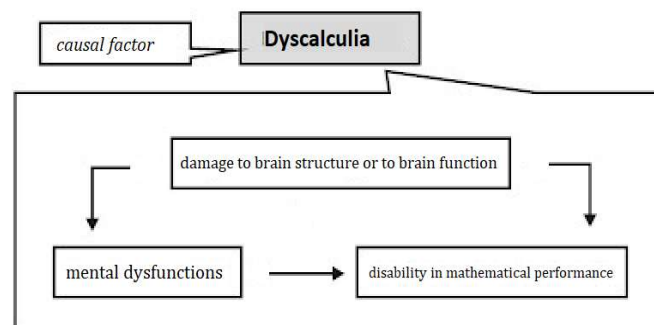 causal factor
Dyscalculia
damage to brain structure or to brain function
mental dysfunctions
disability in mathematical performance